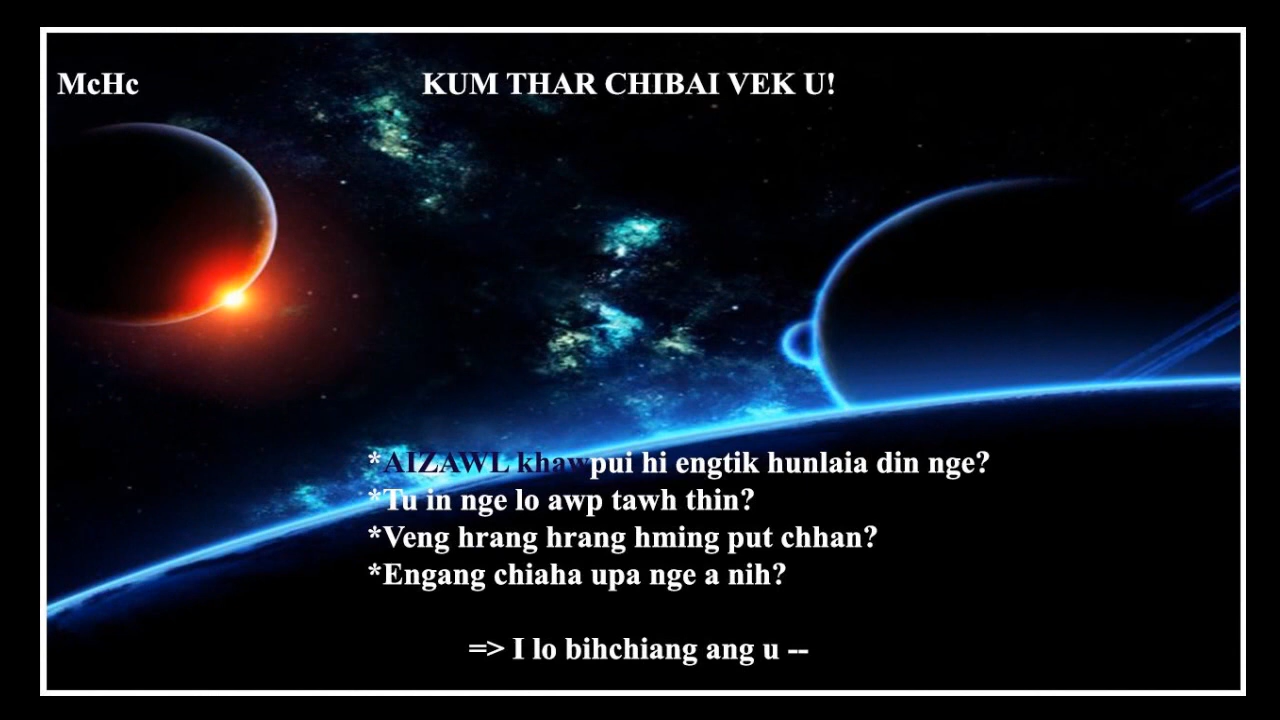 McHc
KUM THAR CHIBAI VEK U!
*AIZAWL khawpui hi engtik hunlaia din nge?
*Tu in nge lo awp tawh thin?
*Veng hrang hrang hming put chhan?
*Engang chiaha upa nge a nih?
=> I lo bihchiang ang u --